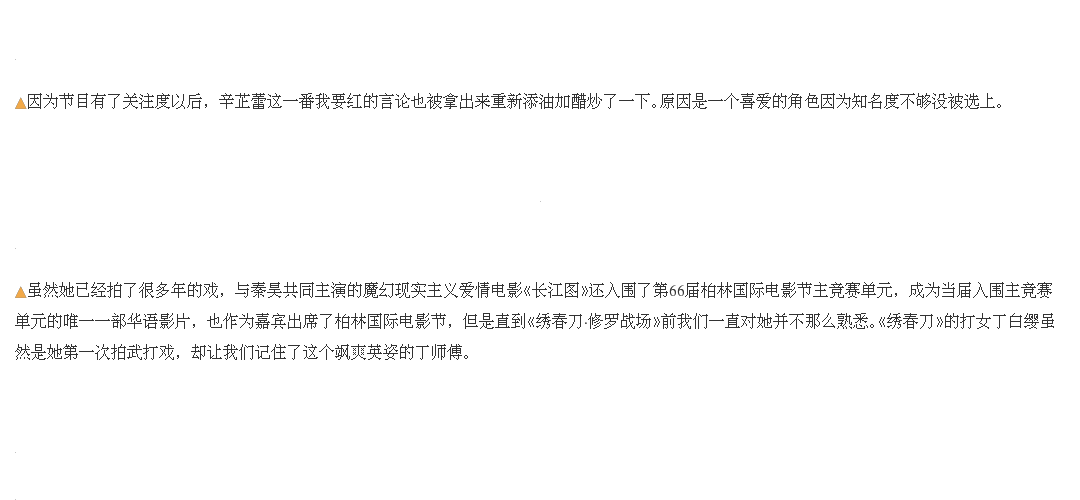 ▲因为节目有了关注度以后，辛芷蕾这一番我要红的言论也被拿出来重新添油加醋炒了一下。原因是一个喜爱的角色因为知名度不够没被选上。
▲虽然她已经拍了很多年的戏，与秦昊共同主演的魔幻现实主义爱情电影《长江图》还入围了第66届柏林国际电影节主竞赛单元，成为当届入围主竞赛
单元的唯一一部华语影片，也作为嘉宾出席了柏林国际电影节，但是直到《绣春刀·修罗战场》前我们一直对她并不那么熟悉。《绣春刀》的打女丁白缨虽
然是她第一次拍武打戏，却让我们记住了这个飒爽英姿的丁师傅。